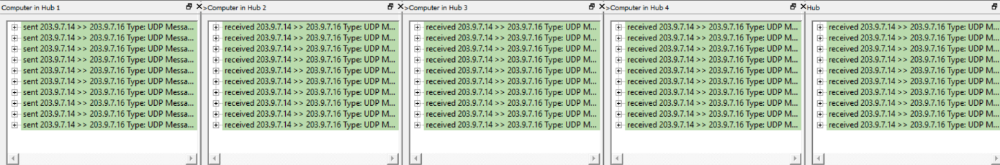 Computer in Hub 1
sent 203.9.7.14 >> 203.9.7.16 Type: UDP Messa...
sent 203.9.7.14 >> 203.9.7.16 Type: UDP Messa...
sent 203.9.7.14 >> 203.9.7.16 Type: UDP Messa...
sent 203.9.7.14 >> 203.9.7.16 Type: UDP Messa...
sent 203.9.7.14 >> 203.9.7.16 Type: UDP Messa...
sent 203.9.7.14 >> 203.9.7.16 Type: UDP Messa...
sent 203.9.7.14 >> 203.9.7.16 Type: UDP Messa...
sent 203.9.7.14 >> 203.9.7.16 Type: UDP Messa...
sent 203.9.7.14 >> 203.9.7.16 Type: UDP Messa...
sent 203.9.7.14 >> 203.9.7.16 Type: UDP Messa...
>Computer in Hub 2
received 203.9.7.14 >> 203.9.7.16 Type: UDP M...
received 203.9.7.14 >> 203.9.7.16 Type: UDP M...
received 203.9.7.14 >> 203.9.7.16 Type: UDP M...
received 203.9.7.14 >> 203.9.7.16 Type: UDP M...
received 203.9.7.14 >> 203.9.7.16 Type: UDP M...
received 203.9.7.14 >> 203.9.7.16 Type: UDP M...
received 203.9.7.14 >> 203.9.7.16 Type: UDP M...
received 203.9.7.14 >> 203.9.7.16 Type: UDP M...
received 203.9.7.14 >> 203.9.7.16 Type: UDP M...
received 203.9.7.14 >> 203.9.7.16 Type: UDP M...
>Computer in Hub 3
received 203.9.7.14 >> 203.9.7.16 Type: UDP M...
received 203.9.7.14 >> 203.9.7.16 Type: UDP M...
received 203.9.7.14 >> 203.9.7.16 Type: UDP M...
received 203.9.7.14 >> 203.9.7.16 Type: UDP M...
received 203.9.7.14 >> 203.9.7.16 Type: UDP M...
received 203.9.7.14 >> 203.9.7.16 Type: UDP M...
received 203.9.7.14 >> 203.9.7.16 Type: UDP M...
received 203.9.7.14 >> 203.9.7.16 Type: UDP M...
received 203.9.7.14 >> 203.9.7.16 Type: UDP M...
received 203.9.7.14 >> 203.9.7.16 Type: UDP M...
>Computer in Hub 4
received 203.9.7.14 >> 203.9.7.16 Type: UDP M...
received 203.9.7.14 >> 203.9.7.16 Type: UDP M...
received 203.9.7.14 >> 203.9.7.16 Type: UDP M...
received 203.9.7.14 >> 203.9.7.16 Type: UDP M...
received 203.9.7.14 >> 203.9.7.16 Type: UDP M...
received 203.9.7.14 >> 203.9.7.16 Type: UDP M...
received 203.9.7.14 >> 203.9.7.16 Type: UDP M...
received 203.9.7.14 >> 203.9.7.16 Type: UDP M...
received 203.9.7.14 >> 203.9.7.16 Type: UDP M...
received 203.9.7.14 >> 203.9.7.16 Type: UDP M...
>Hub
received 203.9.7.14 >> 203.9.7.16 Type: UDP M...
received 203.9.7.14 >> 203.9.7.16 Type: UDP M...
received 203.9.7.14 >> 203.9.7.16 Type: UDP M...
received 203.9.7.14 >> 203.9.7.16 Type: UDP M...
received 203.9.7.14 >> 203.9.7.16 Type: UDP M...
received 203.9.7.14 >> 203.9.7.16 Type: UDP M...
received 203.9.7.14 >> 203.9.7.16 Type: UDP M...
received 203.9.7.14 >> 203.9.7.16 Type: UDP M...
received 203.9.7.14 >> 203.9.7.16 Type: UDP M...
received 203.9.7.14 >> 203.9.7.16 Type: UDP M...